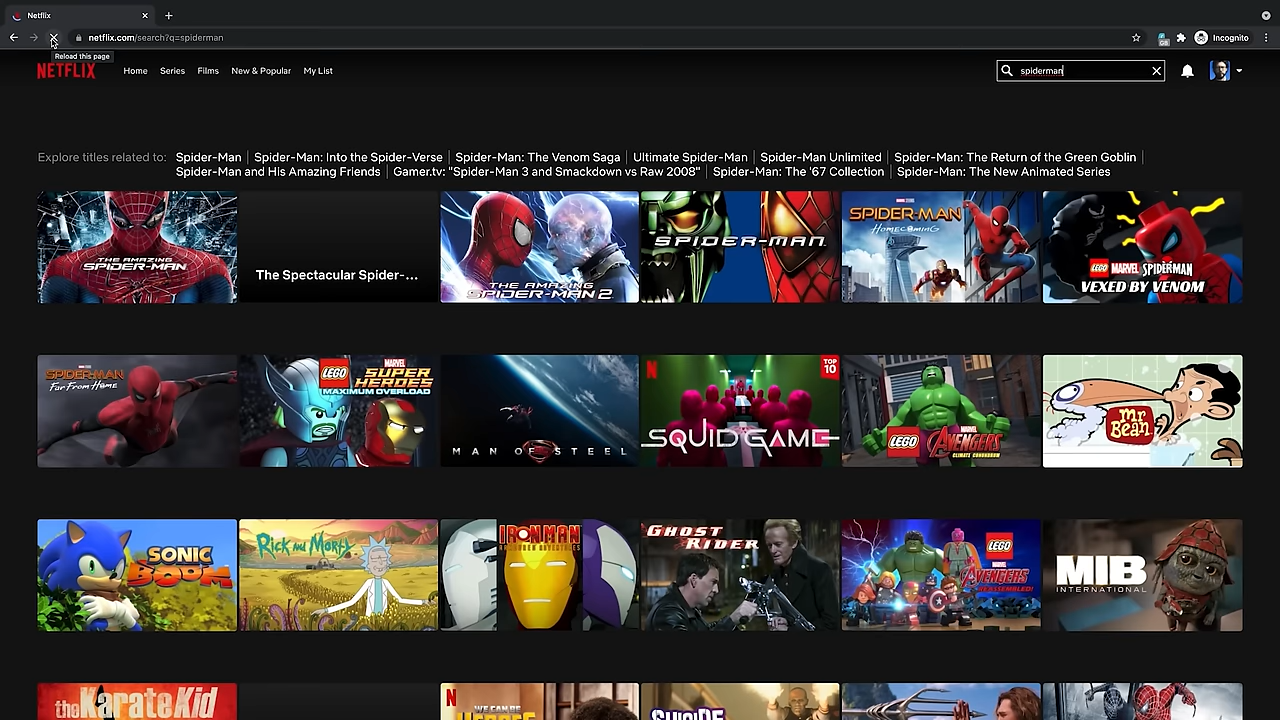 Netflix
netflix.com/search?q=spiderman
Incognito
Reload this page
NETFLIX
Home
Series
Films
New & Popular
My List
spiderman
Explore titles related to:
Spider-Man
Spider-Man: Into the Spider-Verse
Spider-Man: The Venom Saga
Ultimate Spider-Man
Spider-Man Unlimited
Spider-Man: The Return of the Green Goblin
Spider-Man and His Amazing Friends
Gamer.tv: "Spider-Man 3 and Smackdown vs Raw 2008"
Spider-Man: The '67 Collection
Spider-Man: The New Animated Series
THE AMAZING
SPIDER-MAN
The Spectacular Spider-...
THE AMAZING
SPIDER-MAN 2
SPIDER-MAN
SPIDER-MAN
HOMECOMING
LEGO MARVEL SPIDERMAN
VEXED BY VENOM
SPIDER-MAN
Far From Home
LEGO MARVEL
SUPER
HEROES
MAXIMUM OVERLOAD
MAN OF STEEL
N
TOP
10
SQUID GAME
LEGO MARVEL
AVENGERS
CLIMATE CONUNDRUM
Mr
Bean
SONIC
BOOM
Rick and Morty
IRON MAN
ARMORED ADVENTURES
GHOST
RIDER
LEGO
MARVEL
AVENGERS
REASSEMBLED!
MIB
INTERNATIONAL
the Karate Kid
N
WE CAN BE
HEROES
SUICIDE